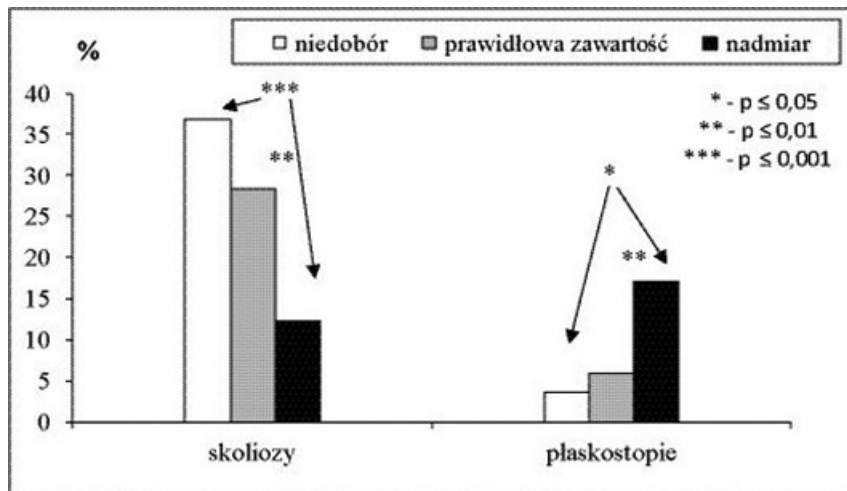 %
niedobór prawidłowa zawartość nadmiar
40
35
30
25
20
15
10
5
0
***
**
*
**
* - p ≤ 0,05
** - p ≤ 0,01
*** - p ≤ 0,001
skoliozy płaskostopie